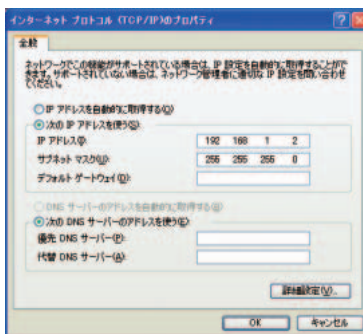 インターネット プロトコル (TCP/IP)のプロパティ
全般
ネットワークでこの機能がサポートされている場合は、IP 設定を自動的に取得することがで
きます。サポートされていない場合は、ネットワーク管理者に適切な IP 設定を問い合わせ
てください。
IP アドレスを自動的に取得する(O)
次の IP アドレスを使う(S)
IP アドレス(I):
192 168 1 2
サブネット マスク(U):
255 255 255 0
デフォルト ゲートウェイ(D):
DNS サーバーのアドレスを自動的に取得する(B)
次の DNS サーバーのアドレスを使う(E)
優先 DNS サーバー(P):
代替 DNS サーバー(A):
詳細設定(V)...
OK
キャンセル